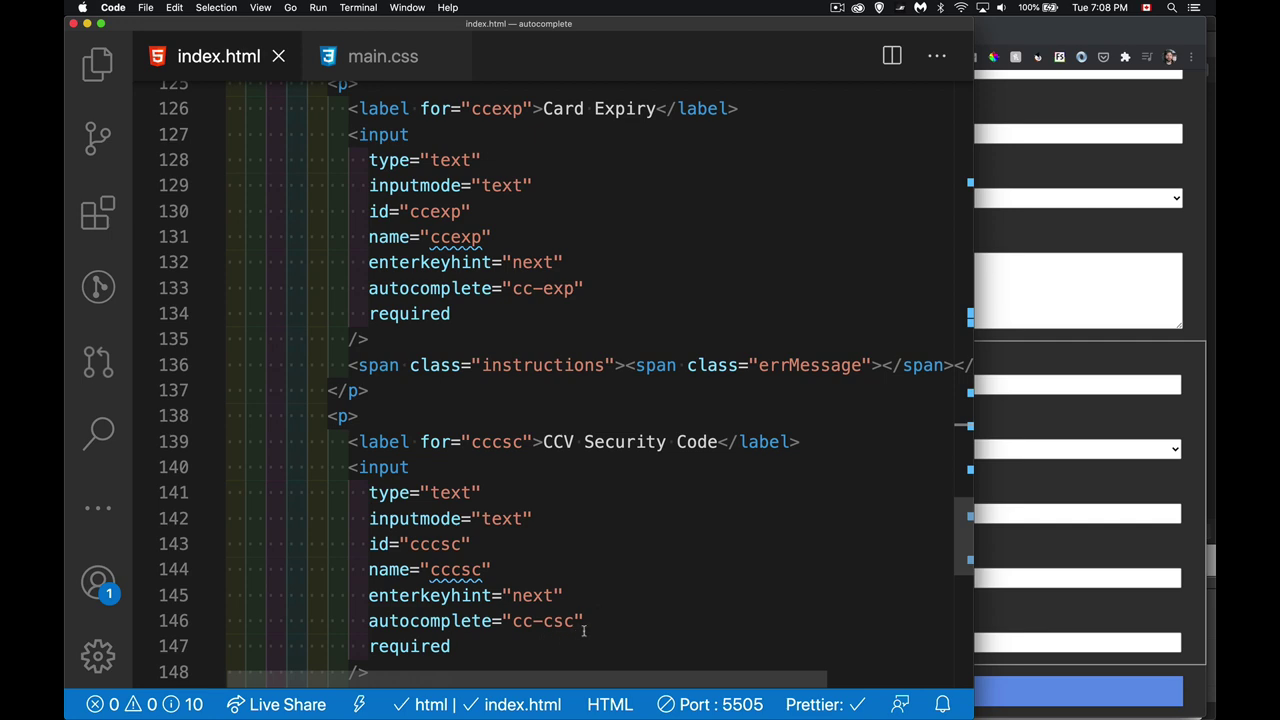 Code File Edit Selection View Go Run Terminal Window Help 100% Tue 7:08 PM
index.html — autocomplete
index.html main.css
125 <p>
126 <label for="ccexp">Card Expiry</label>
127 <input
128 type="text"
129 inputmode="text"
130 id="ccexp"
131 name="ccexp"
132 enterkeyhint="next"
133 autocomplete="cc-exp"
134 required
135 />
136 <span class="instructions"><span class="errMessage"></span></
137 </p>
138 <p>
139 <label for="cccsc">CCV Security Code</label>
140 <input
141 type="text"
142 inputmode="text"
143 id="cccsc"
144 name="cccsc"
145 enterkeyhint="next"
146 autocomplete="cc-csc"
147 required
148 />
1
0 0 10 Live Share html index.html HTML Port : 5505 Prettier: